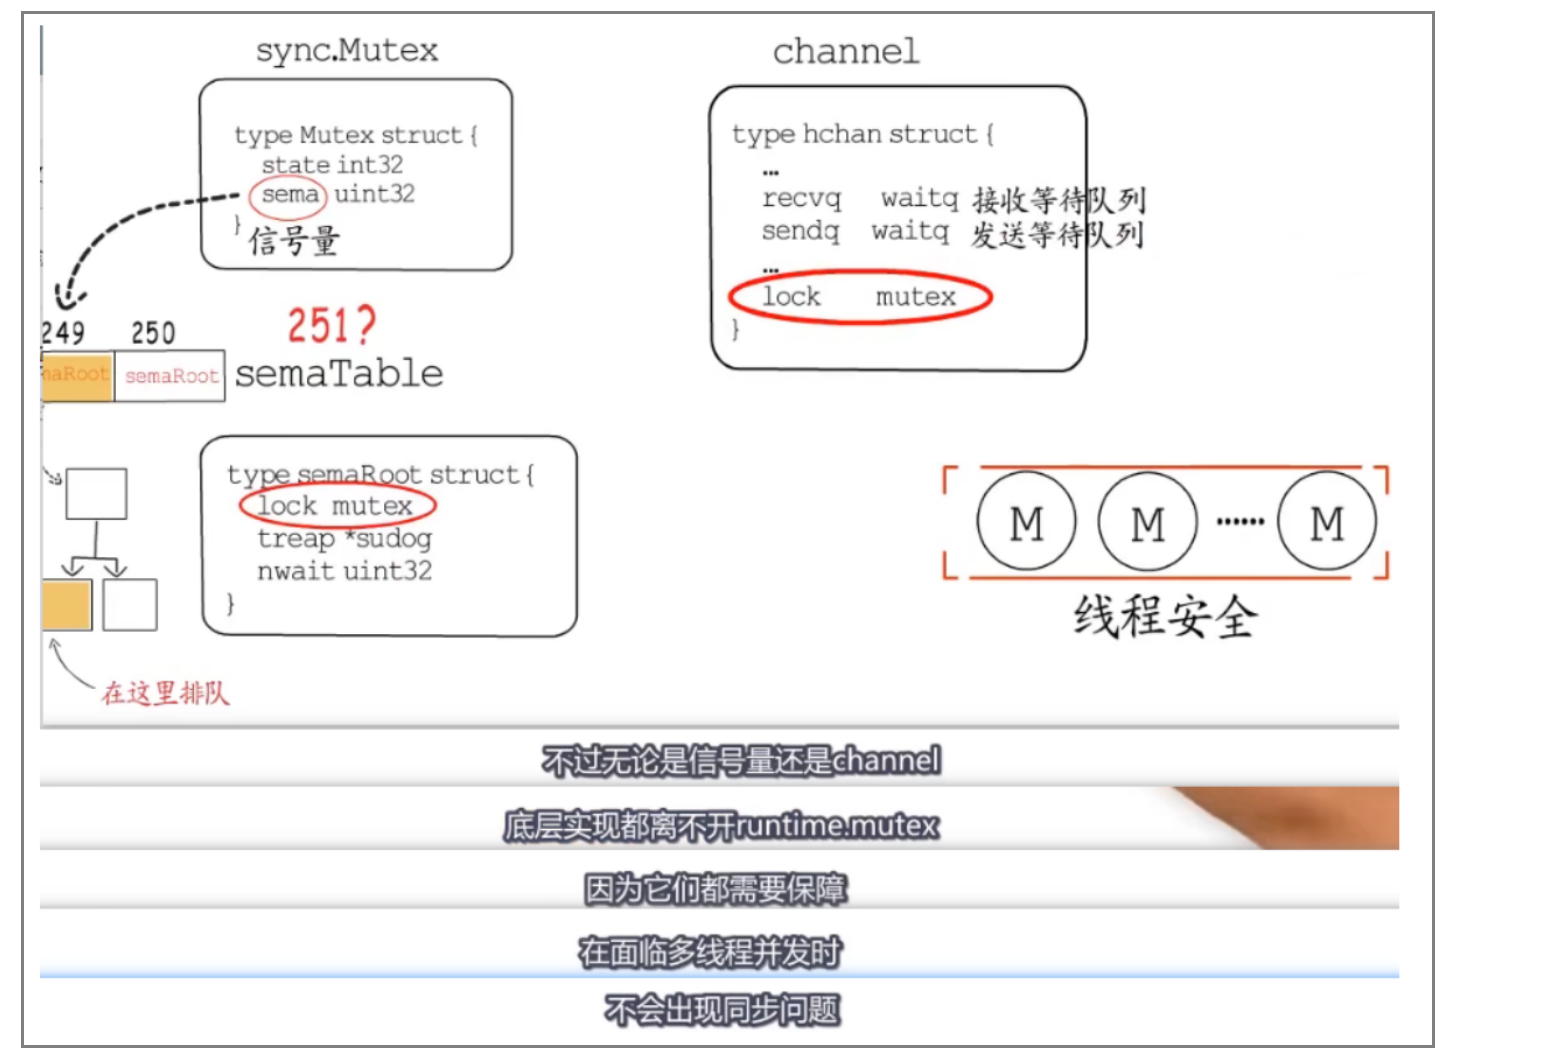 sync.Mutex
type Mutex struct {
state int32
sema uint32
}
信号量
249 250 251?
maRoot semaRoot semaTable
type semaRoot struct {
lock mutex
treap *sudog
nwait uint32
}
在这里排队
channel
type hchan struct {
...
recvq waitq 接收等待队列
sendq waitq 发送等待队列
...
lock mutex
}
M M ...... M
线程安全
不过无论是信号量还是channel
底层实现都离不开runtime.mutex
因为它们都需要保障
在面临多线程并发时
不会出现同步问题